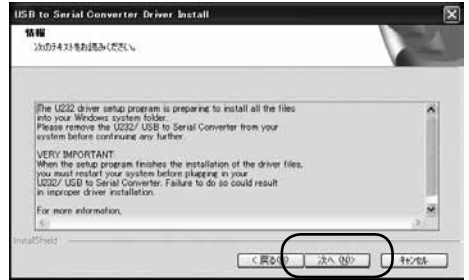 USB to Serial Converter Driver Install
情報
次のテキストをお読みください。
The U232 driver setup program is preparing to install all the files
into your Windows system folder.
Please remove the U232/ USB to Serial Converter from your
system before continuing any further.
VERY IMPORTANT:
When the setup program finishes the installation of the driver files,
you must restart your system before plugging in your
U232/ USB to Serial Converter. Failure to do so could result
in improper driver installation.
For more information,
InstallShield
< 戻る(B)
次へ (N)>
キャンセル